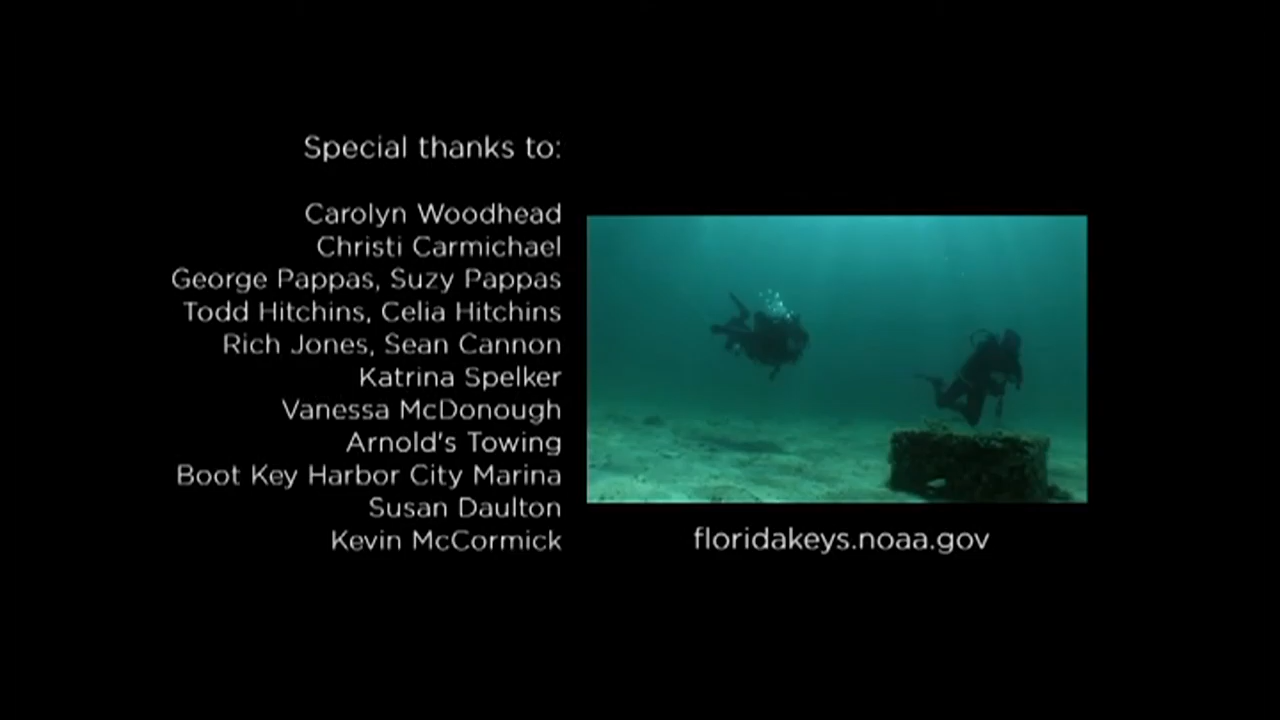 Special thanks to:
Carolyn Woodhead
Christi Carmichael
George Pappas, Suzy Pappas
Todd Hitchins, Celia Hitchins
Rich Jones, Sean Cannon
Katrina Spelker
Vanessa McDonough
Arnold's Towing
Boot Key Harbor City Marina
Susan Daulton
Kevin McCormick
floridakeys.noaa.gov